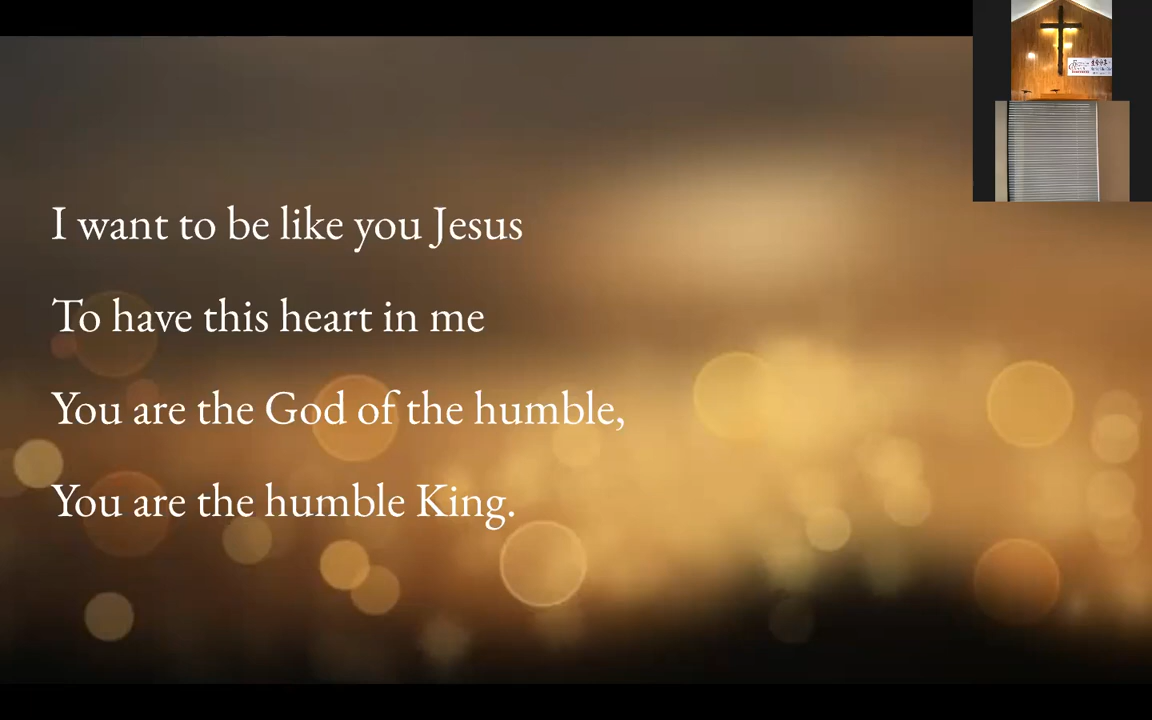 I want to be like you Jesus
To have this heart in me
You are the God of the humble,
You are the humble King.